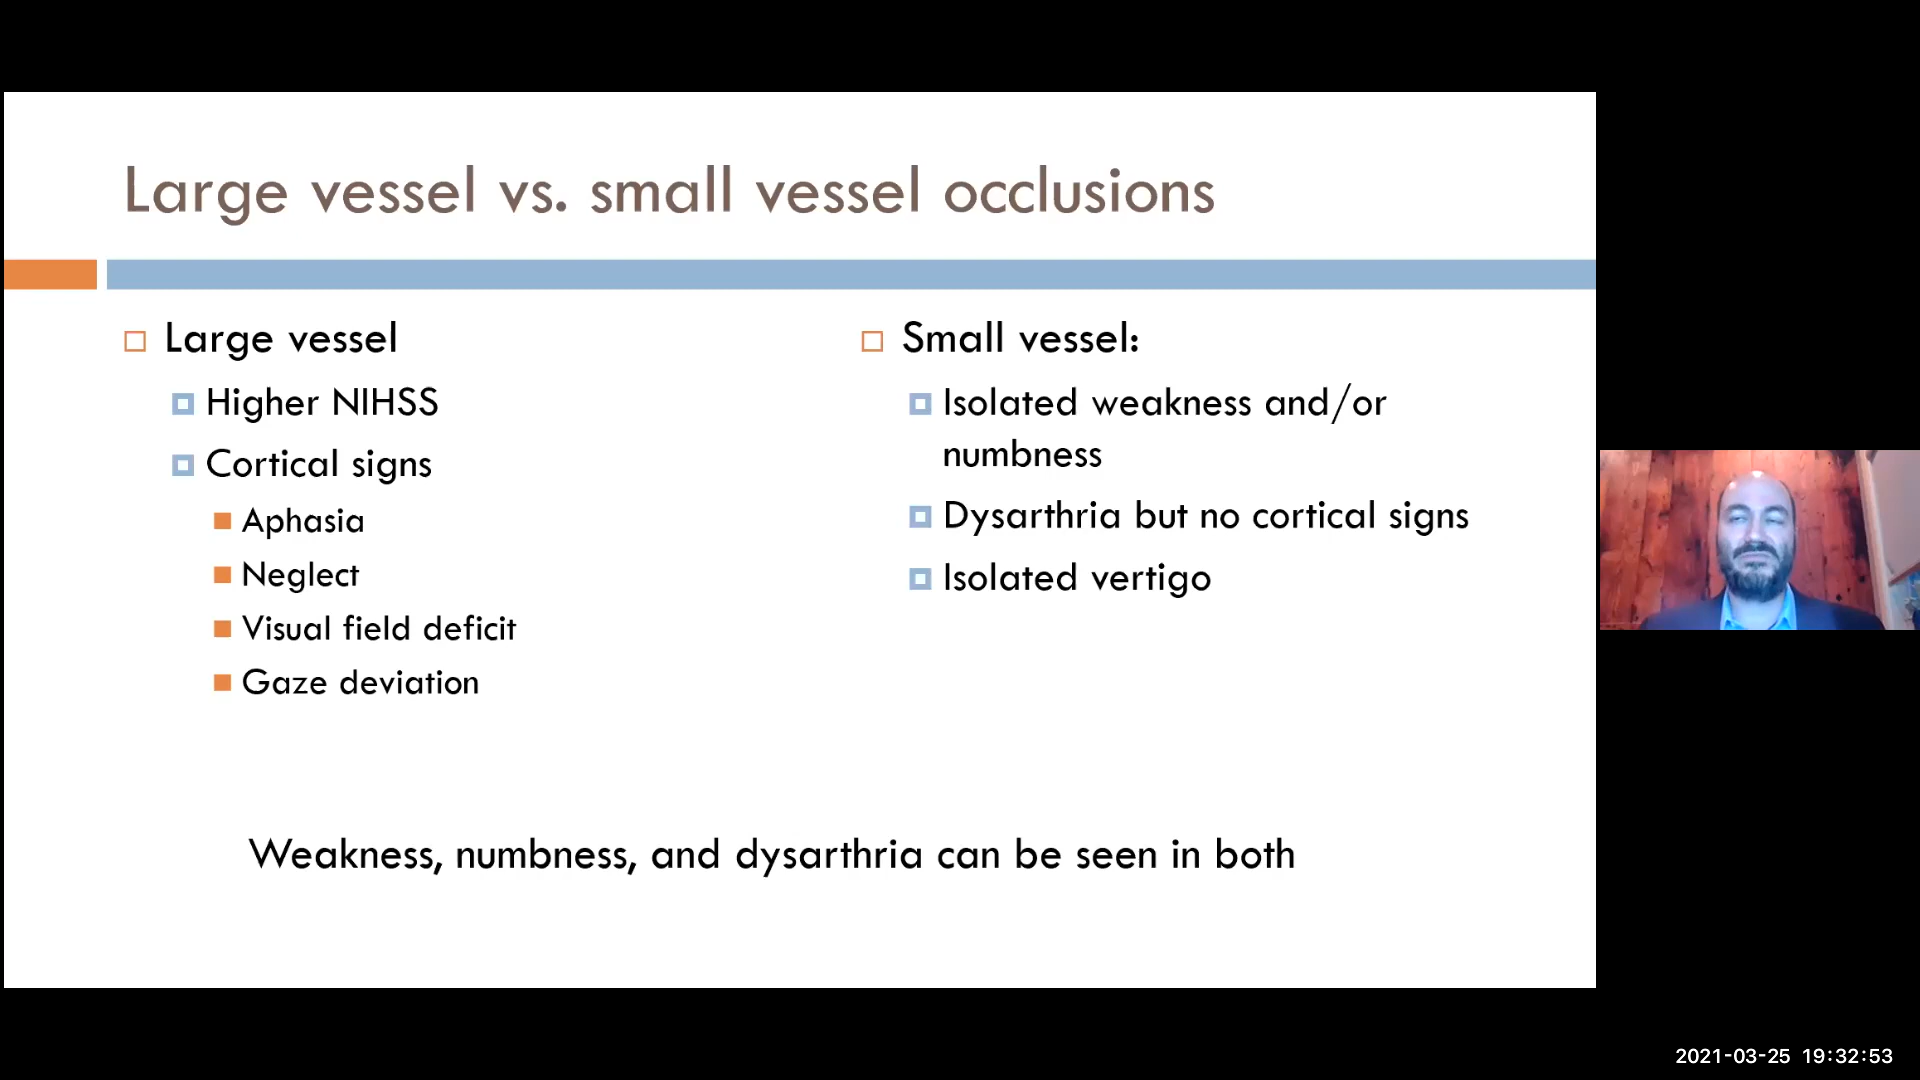 Large vessel vs. small vessel occlusions
Large vessel
Higher NIHSS
Cortical signs
Aphasia
Neglect
Visual field deficit
Gaze deviation
Small vessel:
Isolated weakness and/or
numbness
Dysarthria but no cortical signs
Isolated vertigo
Weakness, numbness, and dysarthria can be seen in both
2021-03-25 19:32:53